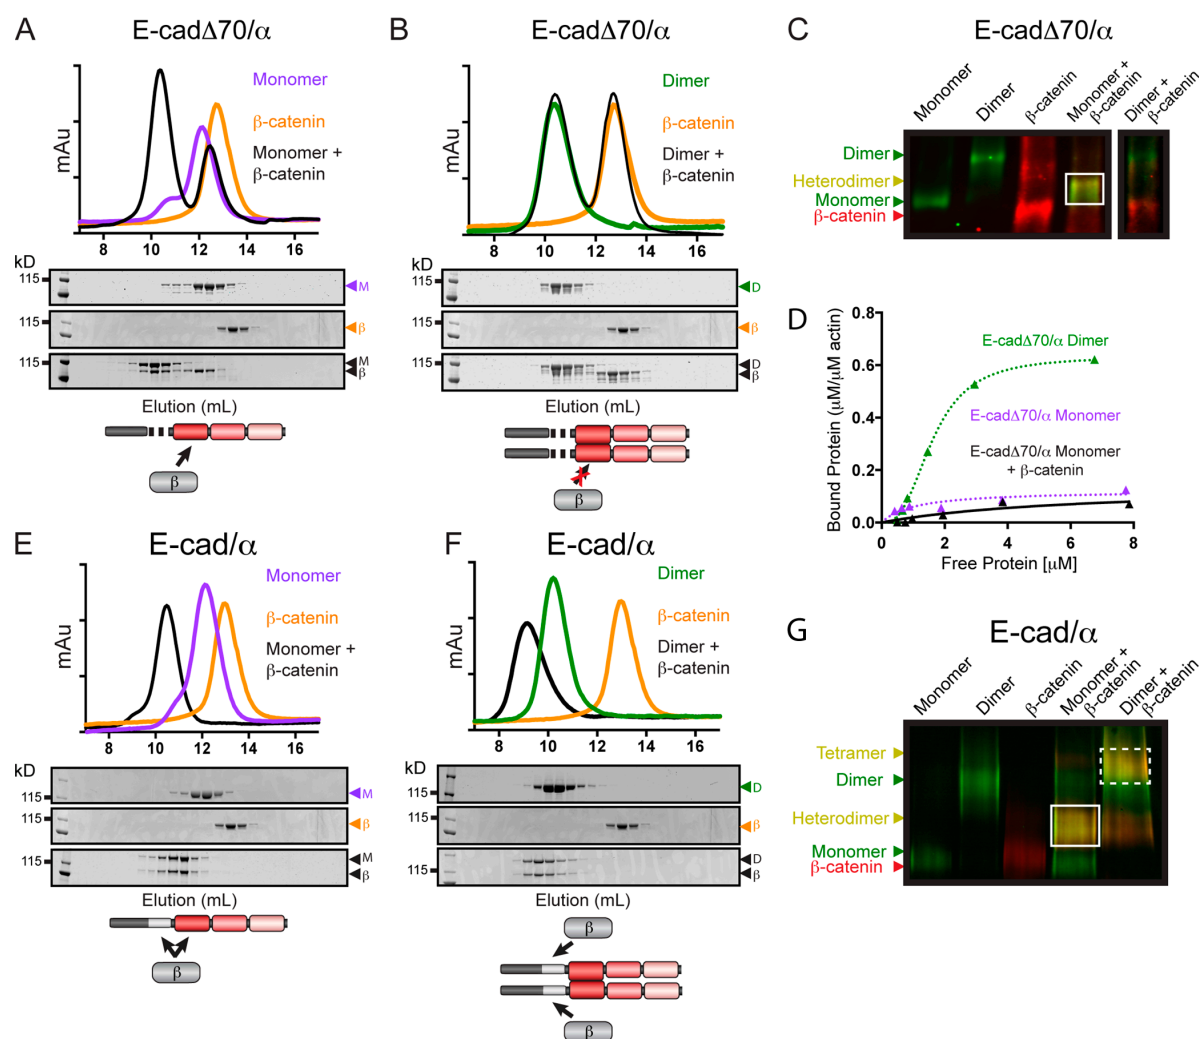 A
E-cadΔ70/α
Monomer
β-catenin
Monomer +
β-catenin
mAu
8 10 12 14 16
kD
115
M
115
β
115
M
β
Elution (mL)
β
B
E-cadΔ70/α
Dimer
β-catenin
Dimer +
β-catenin
mAu
8 10 12 14 16
kD
115
D
115
β
115
D
β
Elution (mL)
β
C
E-cadΔ70/α
Monomer
Dimer
β-catenin
Monomer +
β-catenin
Dimer +
β-catenin
Dimer
Heterodimer
Monomer
β-catenin
D
0.8
0.6
0.4
0.2
0.0
Bound Protein (μM/μM actin)
E-cadΔ70/α Dimer
E-cadΔ70/α Monomer
E-cadΔ70/α Monomer
+ β-catenin
0 2 4 6 8
Free Protein [μM]
E
E-cad/α
Monomer
β-catenin
Monomer +
β-catenin
mAu
8 10 12 14 16
kD
115
M
β
115
M
β
Elution (mL)
β
F
E-cad/α
Dimer
β-catenin
Dimer +
β-catenin
mAu
8 10 12 14 16
kD
115
D
β
115
D
β
Elution (mL)
β
β
G
E-cad/α
Monomer
Dimer
β-catenin
Monomer +
β-catenin
Dimer +
β-catenin
Tetramer
Dimer
Heterodimer
Monomer
β-catenin